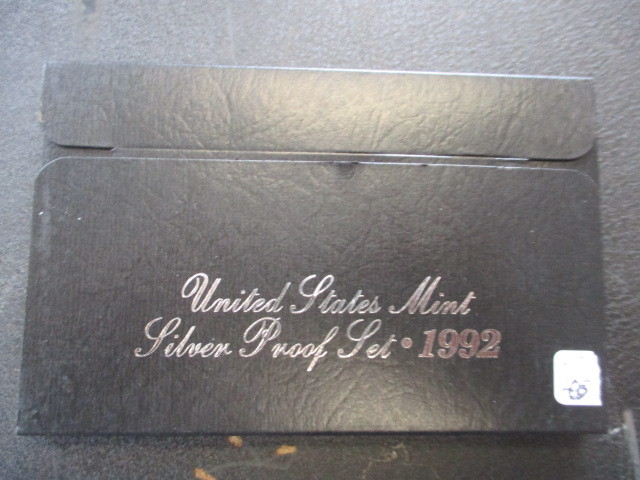 United States Mint
Silver Proof Set • 1992